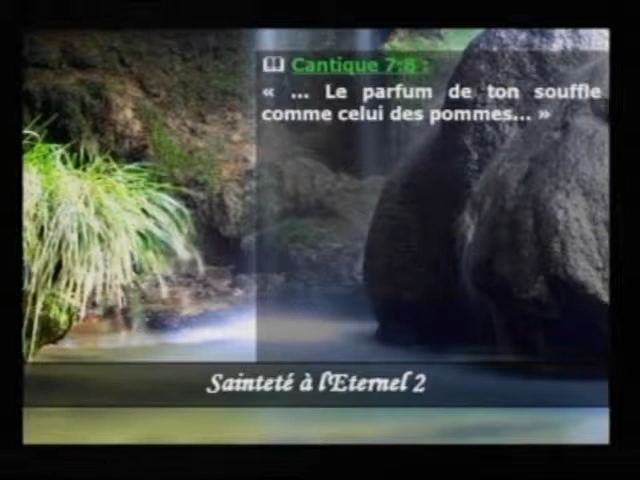 Cantique 7:8 :
« ... Le parfum de ton souffle
comme celui des pommes... »
Sainteté à l'Eternel 2